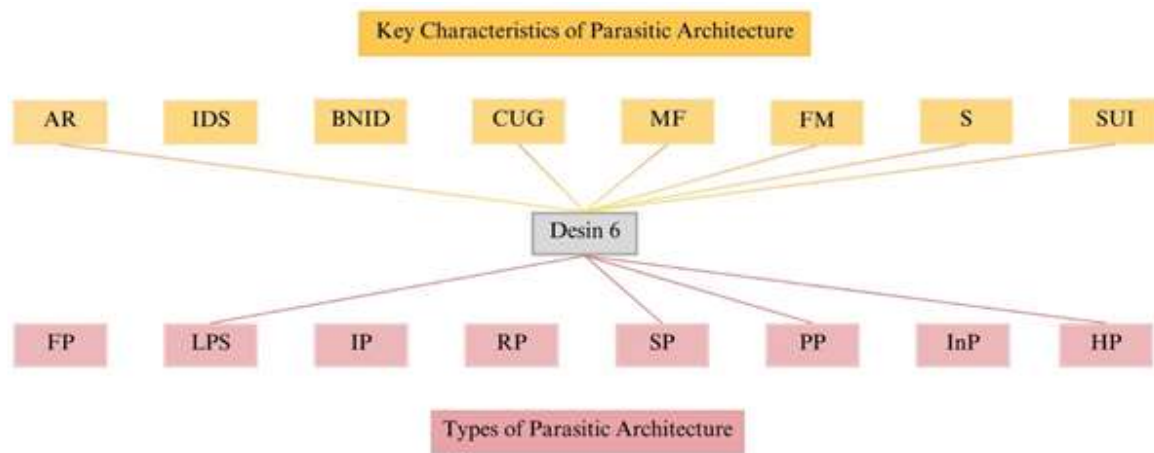 Key Characteristics of Parasitic Architecture
AR IDS BNID CUG MF FM S SUI
Desin 6
FP LPS IP RP SP PP InP HP
Types of Parasitic Architecture